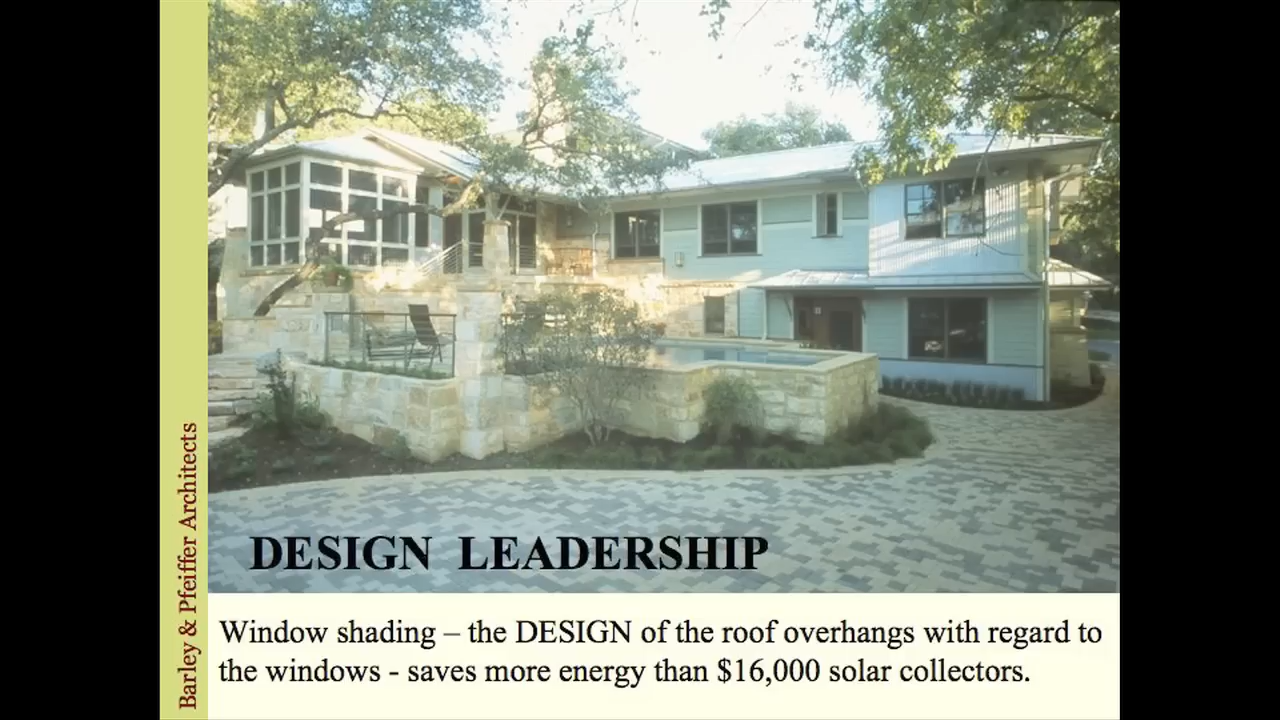 Barley & Pfeiffer Architects
DESIGN LEADERSHIP
Window shading – the DESIGN of the roof overhangs with regard to
the windows - saves more energy than $16,000 solar collectors.